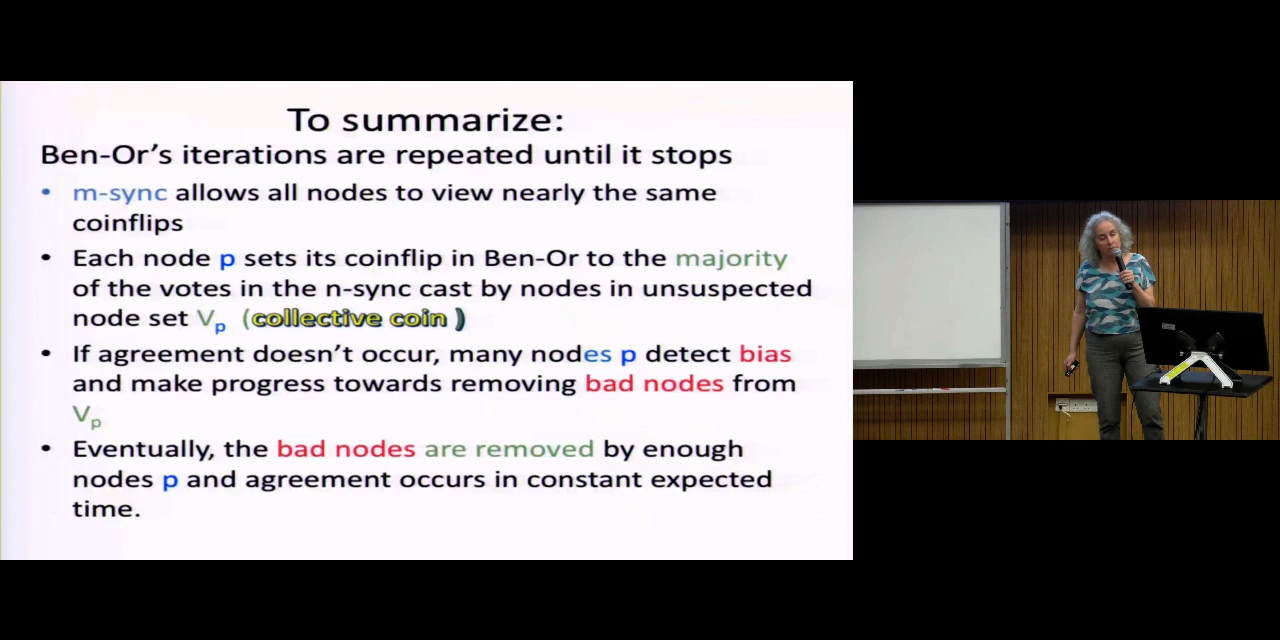 To summarize:
Ben-Or's iterations are repeated until it stops
• m-sync allows all nodes to view nearly the same
coinflips
• Each node p sets its coinflip in Ben-Or to the majority
of the votes in the n-sync cast by nodes in unsuspected
node set Vp (collective coin )
• If agreement doesn't occur, many nodes p detect bias
and make progress towards removing bad nodes from
Vp
• Eventually, the bad nodes are removed by enough
nodes p and agreement occurs in constant expected
time.